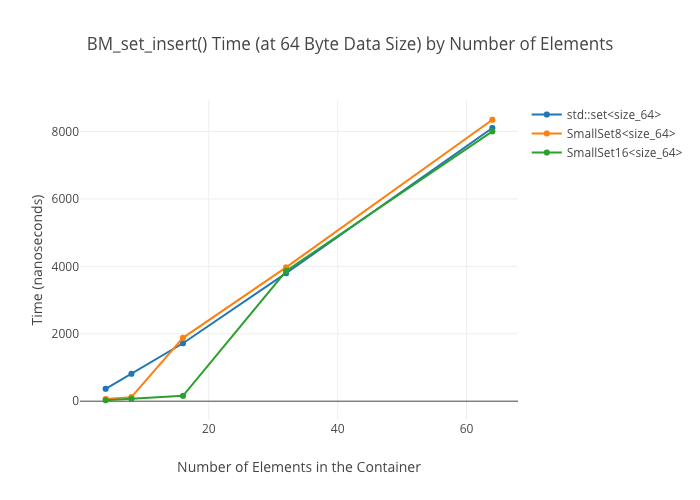 BM_set_insert() Time (at 64 Byte Data Size) by Number of Elements
std::set<size_64>
SmallSet8<size_64>
SmallSet16<size_64>
Time (nanoseconds)
8000
6000
4000
2000
0
20
40
60
Number of Elements in the Container